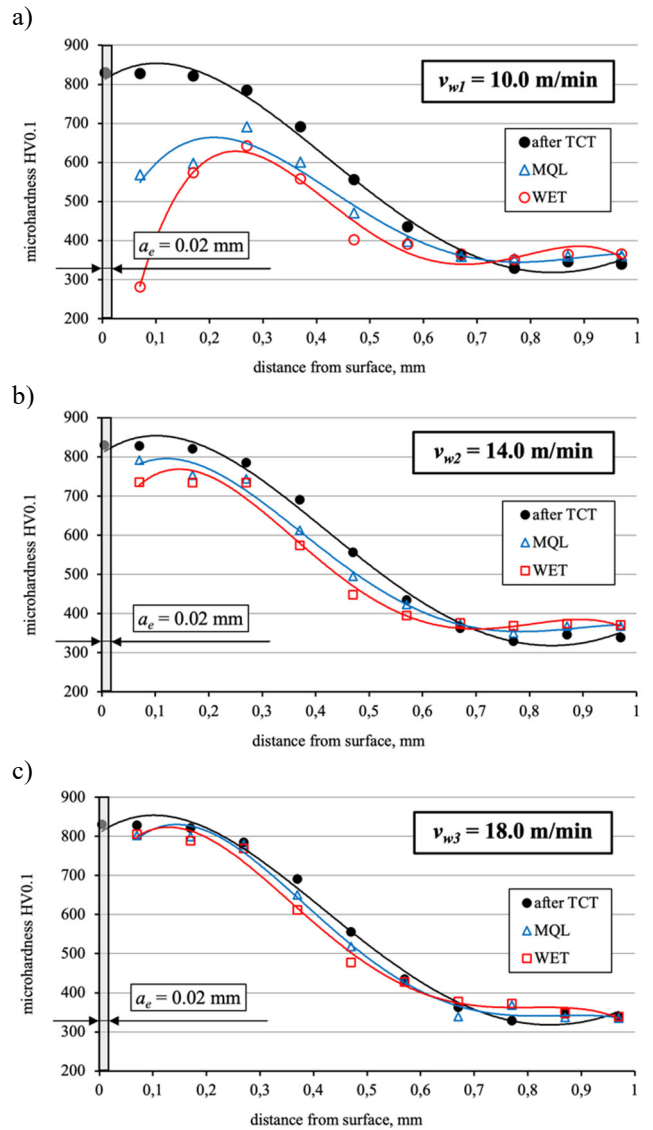 a)
900
800
700
600
500
400
300
200
microhardness HV0.1
v_w1 = 10.0 m/min
after TCT
MQL
WET
a_e = 0.02 mm
0 0,1 0,2 0,3 0,4 0,5 0,6 0,7 0,8 0,9 1
distance from surface, mm
b)
900
800
700
600
500
400
300
200
microhardness HV0.1
v_w2 = 14.0 m/min
after TCT
MQL
WET
a_e = 0.02 mm
0 0,1 0,2 0,3 0,4 0,5 0,6 0,7 0,8 0,9 1
distance from surface, mm
c)
900
800
700
600
500
400
300
200
microhardness HV0.1
v_w3 = 18.0 m/min
after TCT
MQL
WET
a_e = 0.02 mm
0 0,1 0,2 0,3 0,4 0,5 0,6 0,7 0,8 0,9 1
distance from surface, mm